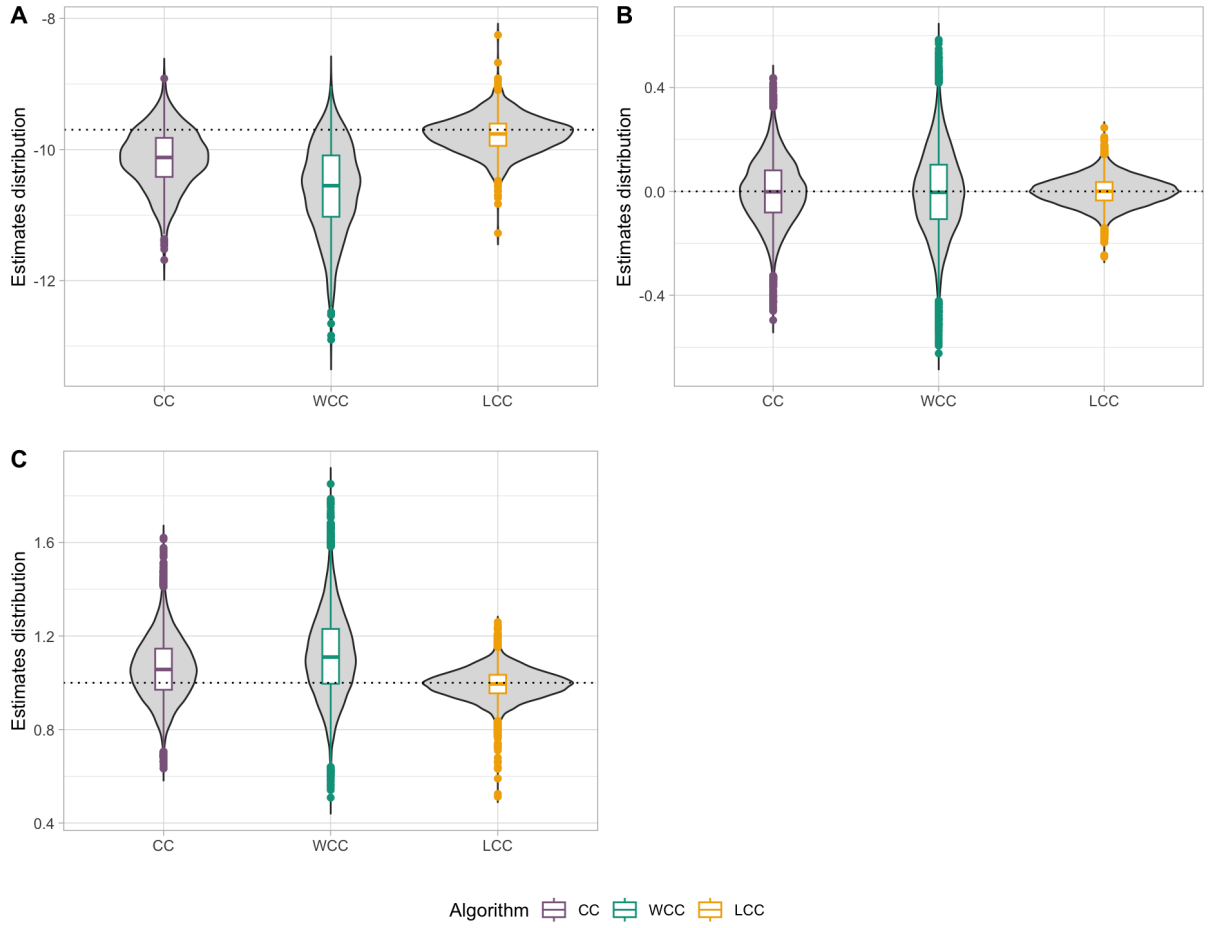 A
Estimates distribution
-8
-10
-12
CC WCC LCC
B
Estimates distribution
0.4
0.0
-0.4
CC WCC LCC
C
Estimates distribution
1.6
1.2
0.8
0.4
CC WCC LCC
Algorithm CC WCC LCC